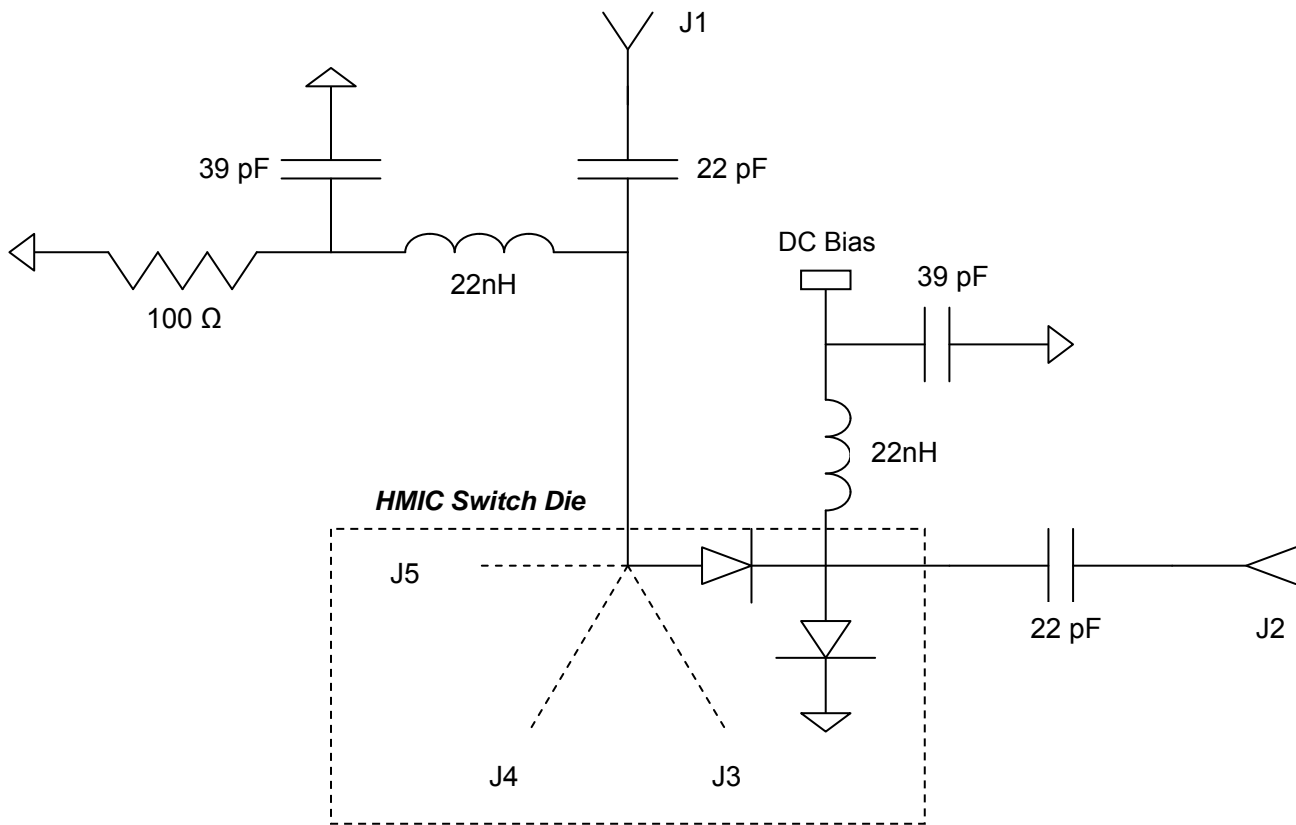 J1
39 pF
22 pF
DC Bias
39 pF
22nH
100 Ω
22nH
HMIC Switch Die
J5
22 pF
J2
J4
J3